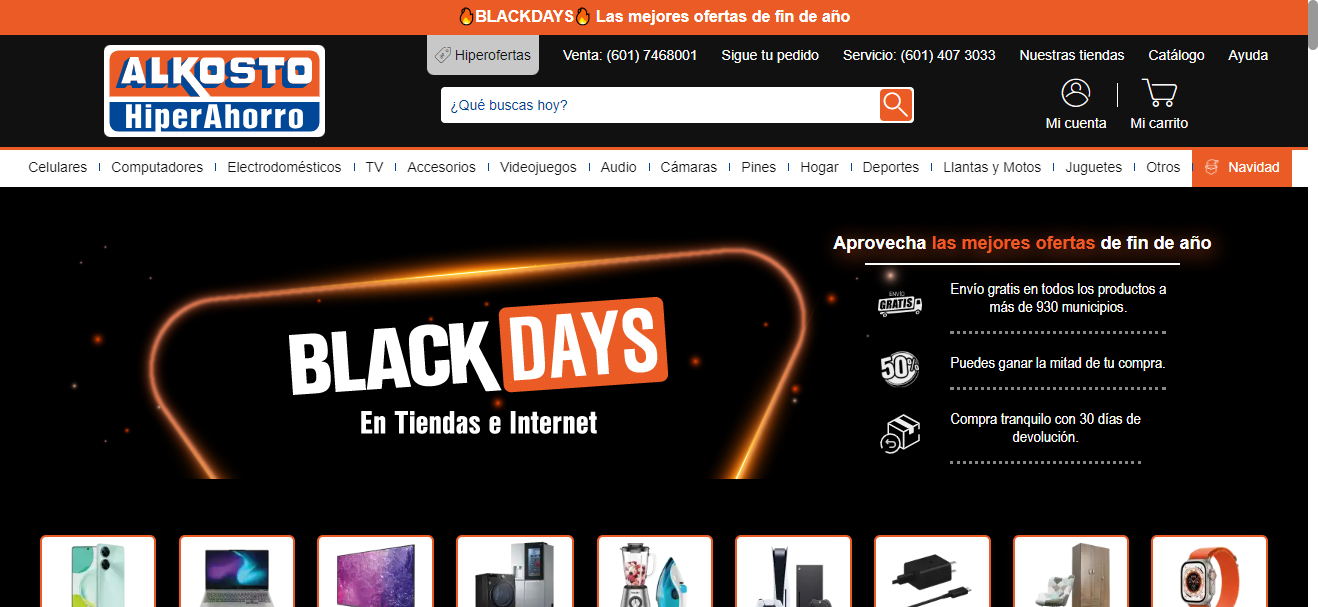 🔥BLACKDAYS🔥 Las mejores ofertas de fin de año
ALKOSTO
HiperAhorro
Hiperofertas
Venta: (601) 7468001
Sigue tu pedido
Servicio: (601) 407 3033
Nuestras tiendas
Catálogo
Ayuda
¿Qué buscas hoy?
Mi cuenta
Mi carrito
Celulares
Computadores
Electrodomésticos
TV
Accesorios
Videojuegos
Audio
Cámaras
Pines
Hogar
Deportes
Llantas y Motos
Juguetes
Otros
Navidad
BLACK DAYS
En Tiendas e Internet
Aprovecha las mejores ofertas de fin de año
ENVÍO
GRATIS
Envío gratis en todos los productos a
más de 930 municipios.
50%
Puedes ganar la mitad de tu compra.
Compra tranquilo con 30 días de
devolución.